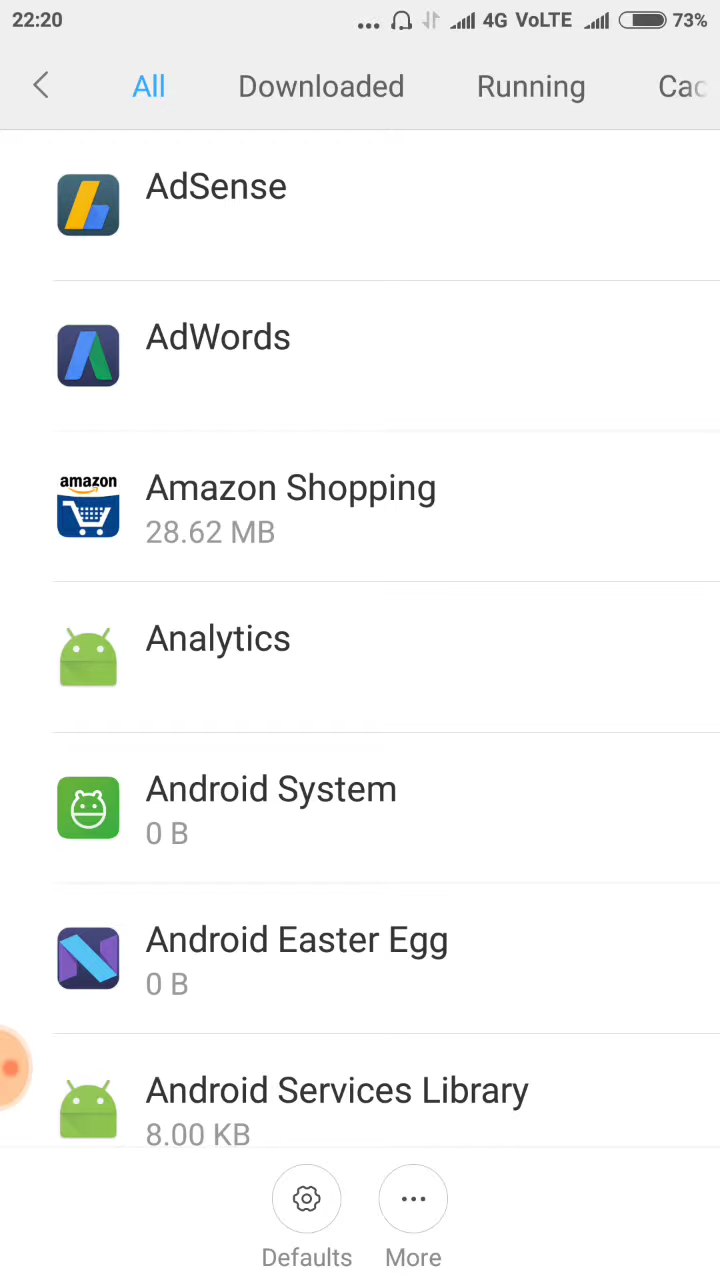 22:20
4G VoLTE
73%
All
Downloaded
Running
Cac
AdSense
AdWords
amazon
Amazon Shopping
28.62 MB
Analytics
Android System
0 B
Android Easter Egg
0 B
Android Services Library
8.00 KB
Defaults
More